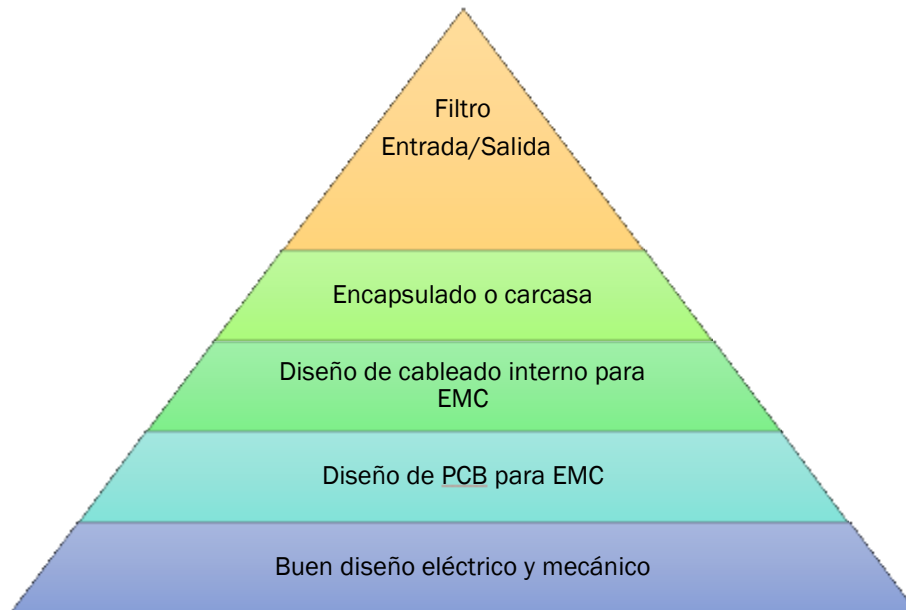 Filtro
Entrada/Salida
Encapsulado o carcasa
Diseño de cableado interno para
EMC
Diseño de PCB para EMC
Buen diseño eléctrico y mecánico